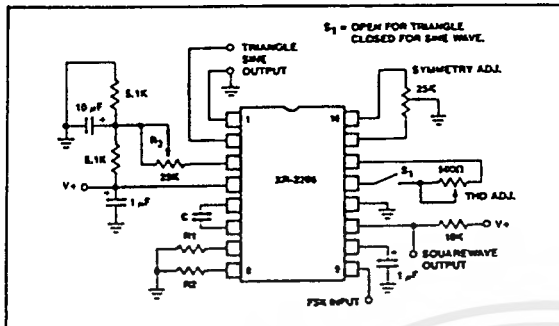 S1 = OPEN FOR TRIANGLE
CLOSED FOR SINE WAVE.
TRIANGLE
SINE
OUTPUT
SYMMETRY ADJ.
25K
5.1K
10 µF
+
R3
5.1K
25K
V+
+
1 µF
1
16
XR-2206
S1
500Ω
THD ADJ.
C
R1
R2
8
9
10K
V+
+
1 µF
SQUAREWAVE
OUTPUT
FSK INPUT